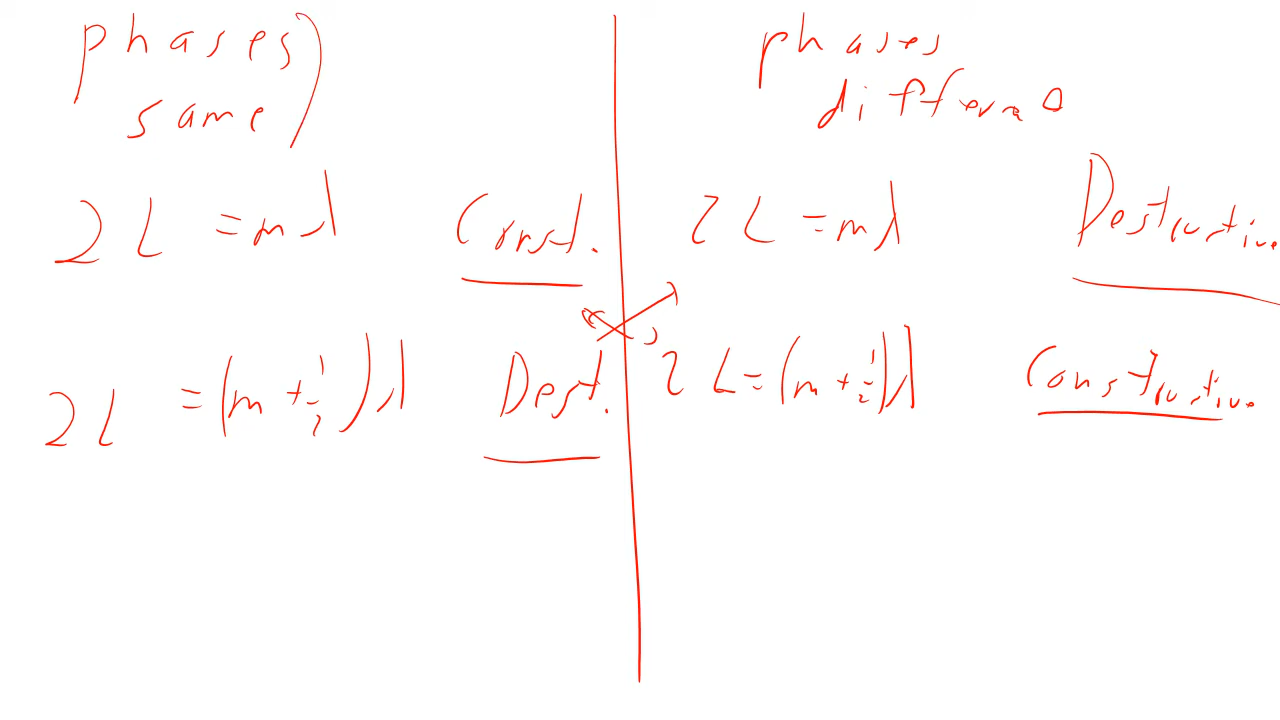 phases
same
2L = mλ Const.
2L = (m + 1/2)λ Dest.
phases
different
2L = mλ Destructive
2L = (m + 1/2)λ Constructive